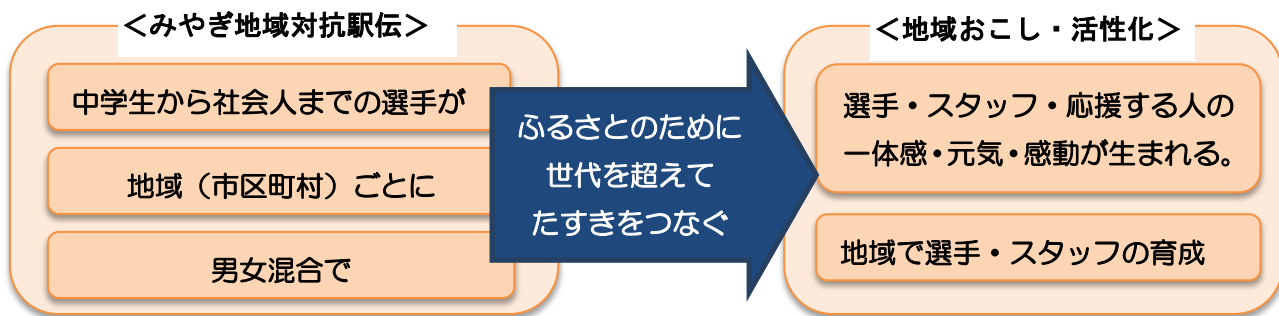 ＜みやぎ地域対抗駅伝＞
中学生から社会人までの選手が
地域（市区町村）ごとに
男女混合で
ふるさとのために
世代を超えて
たすきをつなぐ
＜地域おこし・活性化＞
選手・スタッフ・応援する人の
一体感・元気・感動が生まれる。
地域で選手・スタッフの育成